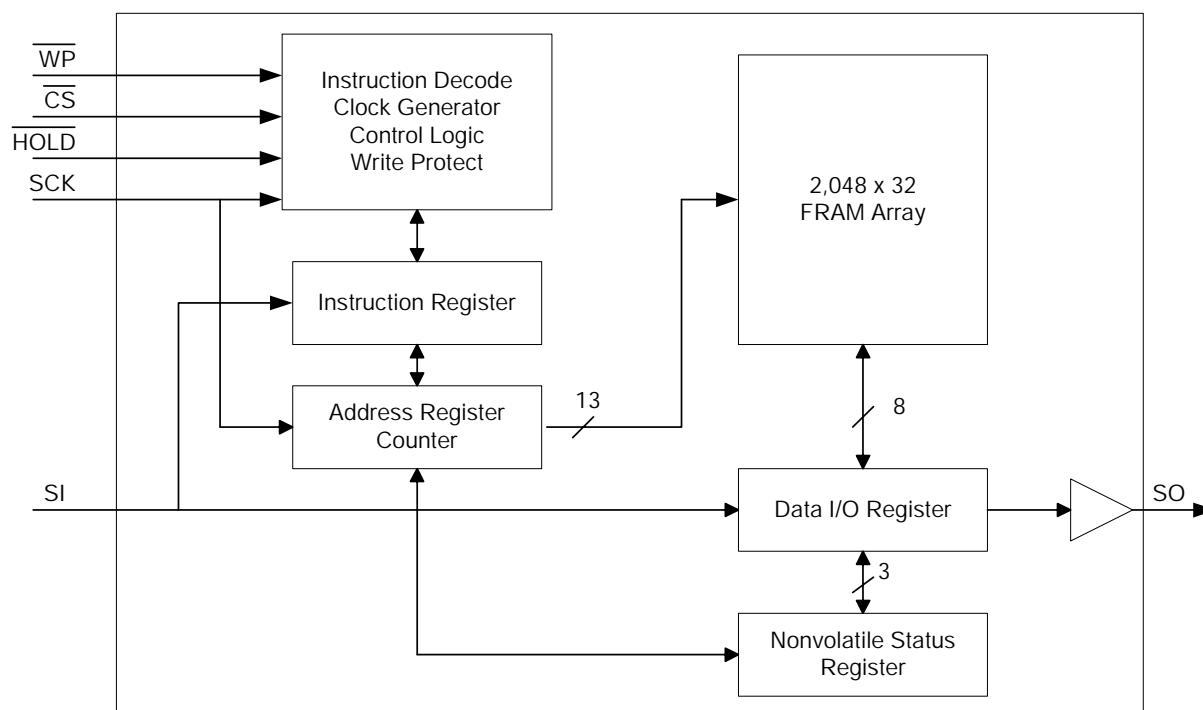 WP
CS
HOLD
SCK
Instruction Decode
Clock Generator
Control Logic
Write Protect
2,048 x 32
FRAM Array
Instruction Register
Address Register
Counter
13
8
SI
Data I/O Register
SO
3
Nonvolatile Status
Register